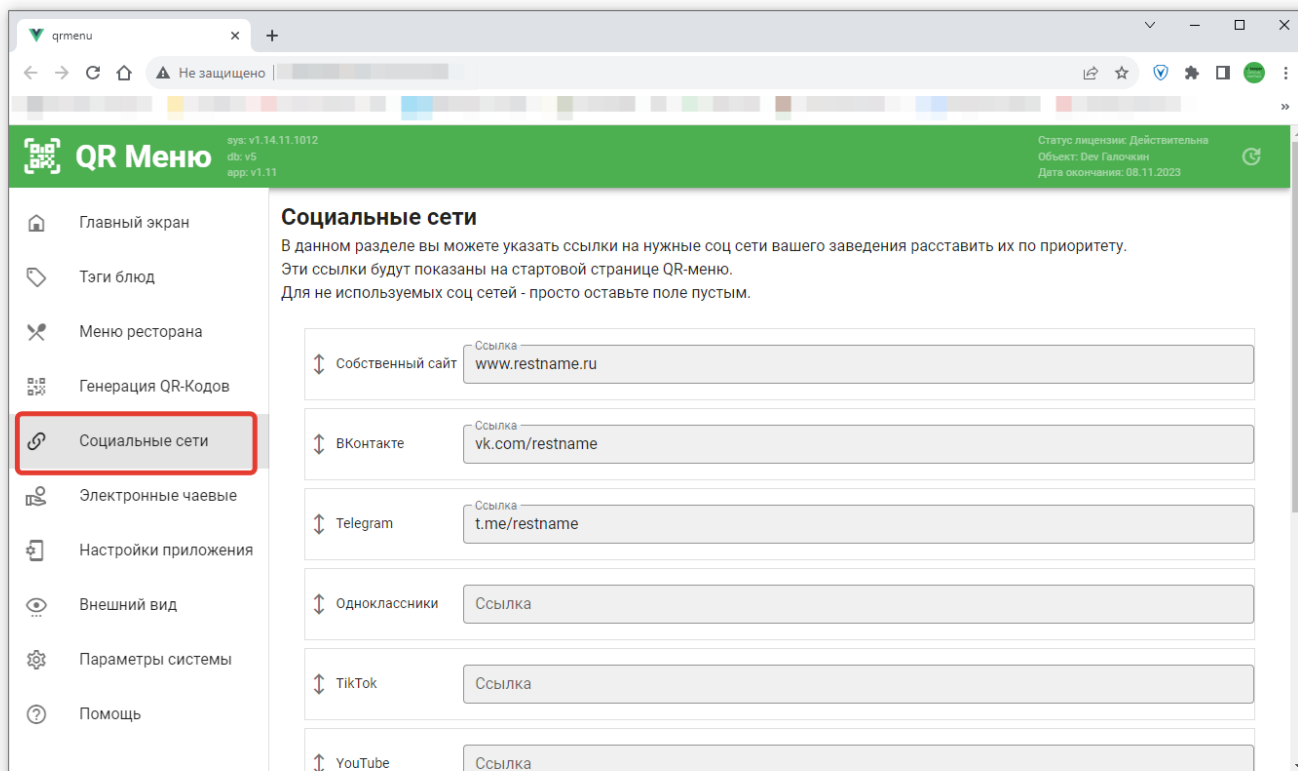 qrmenu
Не защищено
QR Меню
sys: v1.14.11.1012
db: v5
app: v1.11
Статус лицензии: Действительна
Объект: Dev Галочкин
Дата окончания: 08.11.2023
Главный экран
Тэги блюд
Меню ресторана
Генерация QR-Кодов
Социальные сети
Электронные чаевые
Настройки приложения
Внешний вид
Параметры системы
Помощь
Социальные сети
В данном разделе вы можете указать ссылки на нужные соц сети вашего заведения расставить их по приоритету.
Эти ссылки будут показаны на стартовой странице QR-меню.
Для не используемых соц сетей - просто оставьте поле пустым.
Собственный сайт
Ссылка
www.restname.ru
ВКонтакте
Ссылка
vk.com/restname
Telegram
Ссылка
t.me/restname
Одноклассники
Ссылка
TikTok
Ссылка
YouTube
Ссылка